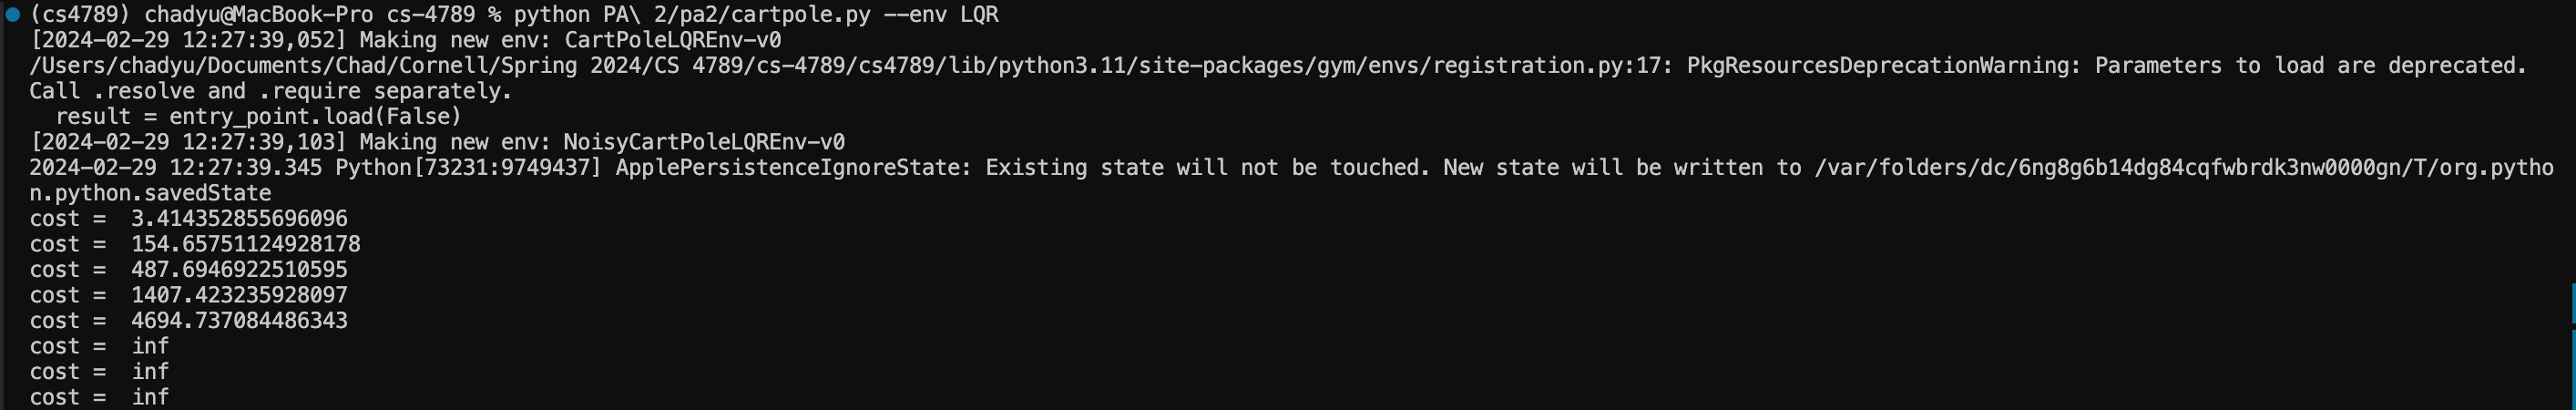 (cs4789) chadyu@MacBook-Pro cs-4789 % python PA\ 2/pa2/cartpole.py --env LQR
[2024-02-29 12:27:39,052] Making new env: CartPoleLQREnv-v0
/Users/chadyu/Documents/Chad/Cornell/Spring 2024/CS 4789/cs-4789/cs4789/lib/python3.11/site-packages/gym/envs/registration.py:17: PkgResourcesDeprecationWarning: Parameters to load are deprecated.
Call .resolve and .require separately.
  result = entry_point.load(False)
[2024-02-29 12:27:39,103] Making new env: NoisyCartPoleLQREnv-v0
2024-02-29 12:27:39.345 Python[73231:9749437] ApplePersistenceIgnoreState: Existing state will not be touched. New state will be written to /var/folders/dc/6ng8g6b14dg84cqfwbrdk3nw0000gn/T/org.pytho
n.python.savedState
cost =  3.414352855696096
cost =  154.65751124928178
cost =  487.6946922510595
cost =  1407.423235928097
cost =  4694.737084486343
cost =  inf
cost =  inf
cost =  inf